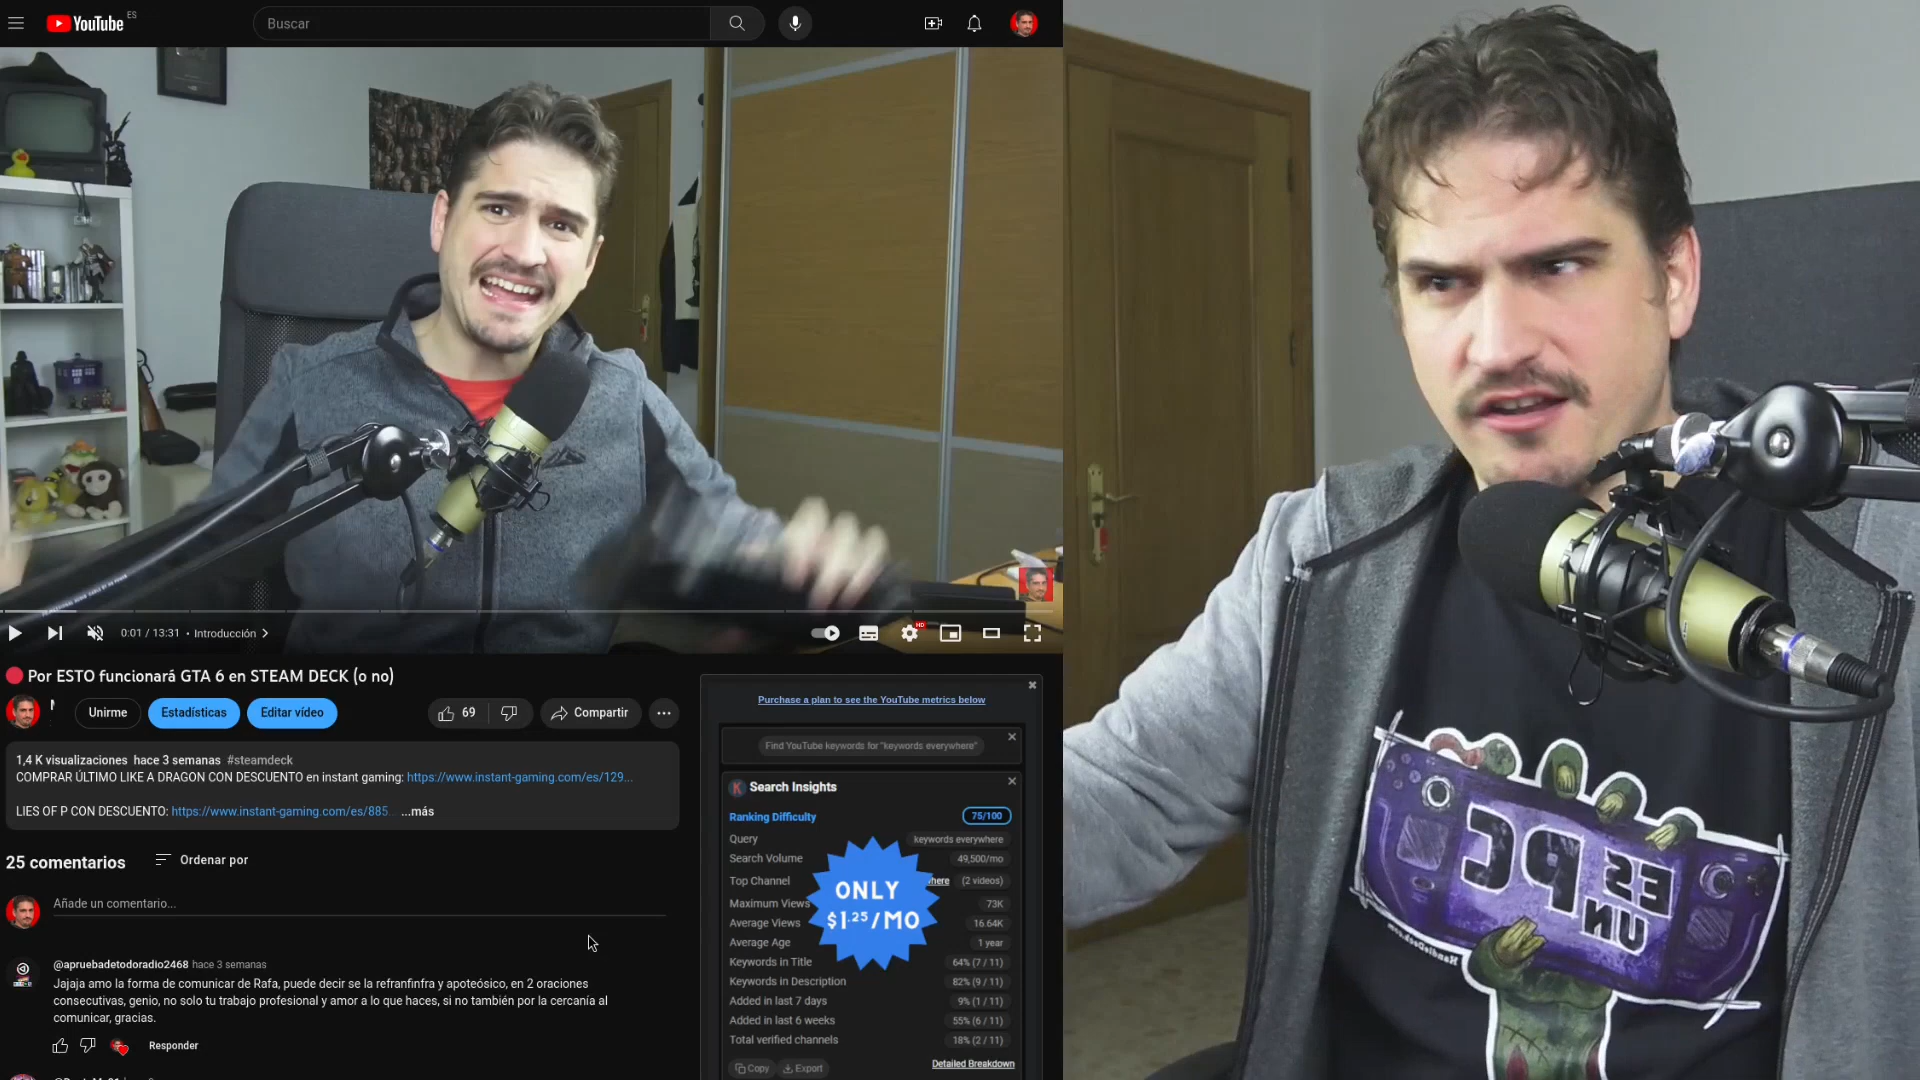 YouTube ES
Buscar
0:01 / 13:31 • Introducción
HD
Por ESTO funcionará GTA 6 en STEAM DECK (o no)
Unirme
Estadísticas
Editar vídeo
69
Compartir
1,4 K visualizaciones hace 3 semanas #steamdeck
COMPRAR ÚLTIMO LIKE A DRAGON CON DESCUENTO en instant gaming: https://www.instant-gaming.com/es/129...
LIES OF P CON DESCUENTO: https://www.instant-gaming.com/es/885... ...más
25 comentarios
Ordenar por
Añade un comentario...
@apruebadetodoradio2468 hace 3 semanas
Jajaja amo la forma de comunicar de Rafa, puede decir se la refranfinfra y apoteósico, en 2 oraciones
consecutivas, genio, no solo tu trabajo profesional y amor a lo que haces, si no también por la cercanía al
comunicar, gracias.
Responder
Purchase a plan to see the YouTube metrics below
Find YouTube keywords for "keywords everywhere"
Search Insights
Ranking Difficulty 75/100
Query keywords everywhere
Search Volume 49,500/mo
Top Channel (2 videos)
Maximum Views 73K
Average Views 16.64K
Average Age 1 year
Keywords in Title 64% (7 / 11)
Keywords in Description 82% (9 / 11)
Added in last 7 days 9% (1 / 11)
Added in last 6 weeks 55% (6 / 11)
Total verified channels 18% (2 / 11)
ONLY
$1.25/MO
Copy
Export
Detailed Breakdown
ES
UN
PC
HandheldDeck.com